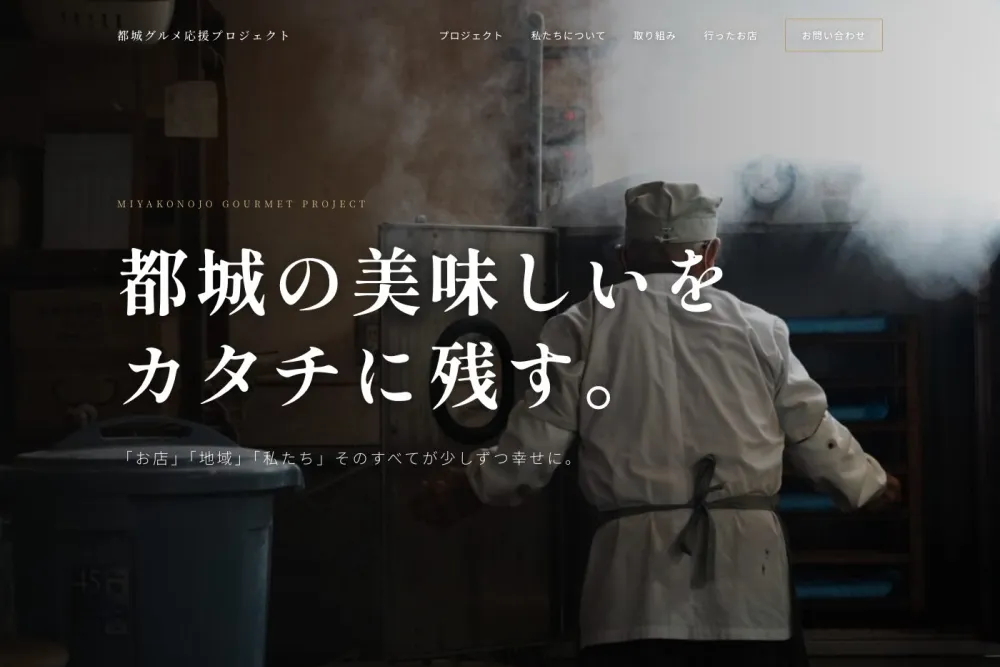 都城グルメ応援プロジェクト
プロジェクト 私たちについて 取り組み 行ったお店 お問い合わせ
MIYAKONOJO GOURMET PROJECT
都城の美味しいを
カタチに残す。
「お店」「地域」「私たち」そのすべてが少しずつ幸せに。
45